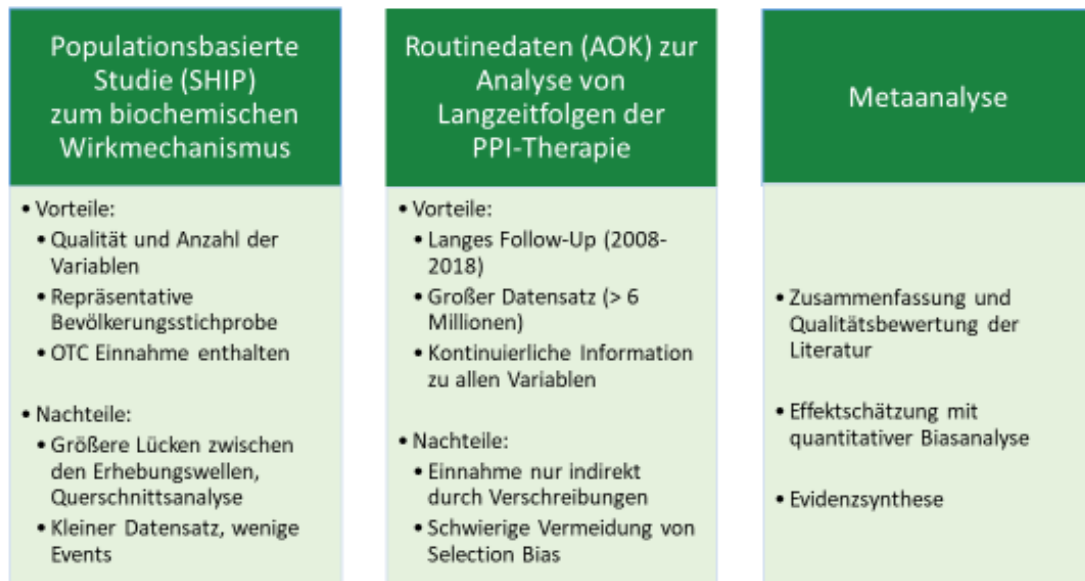 Populationsbasierte
Studie (SHIP)
zum biochemischen
Wirkmechanismus
• Vorteile:
• Qualität und Anzahl der
Variablen
• Repräsentative
Bevölkerungsstichprobe
• OTC Einnahme enthalten
• Nachteile:
• Größere Lücken zwischen
den Erhebungswellen,
Querschnittsanalyse
• Kleiner Datensatz, wenige
Events
Routinedaten (AOK) zur
Analyse von
Langzeitfolgen der
PPI-Therapie
• Vorteile:
• Langes Follow-Up (2008-
2018)
• Großer Datensatz (> 6
Millionen)
• Kontinuierliche Information
zu allen Variablen
• Nachteile:
• Einnahme nur indirekt
durch Verschreibungen
• Schwierige Vermeidung von
Selection Bias
Metaanalyse
• Zusammenfassung und
Qualitätsbewertung der
Literatur
• Effektschätzung mit
quantitativer Biasanalyse
• Evidenzsynthese